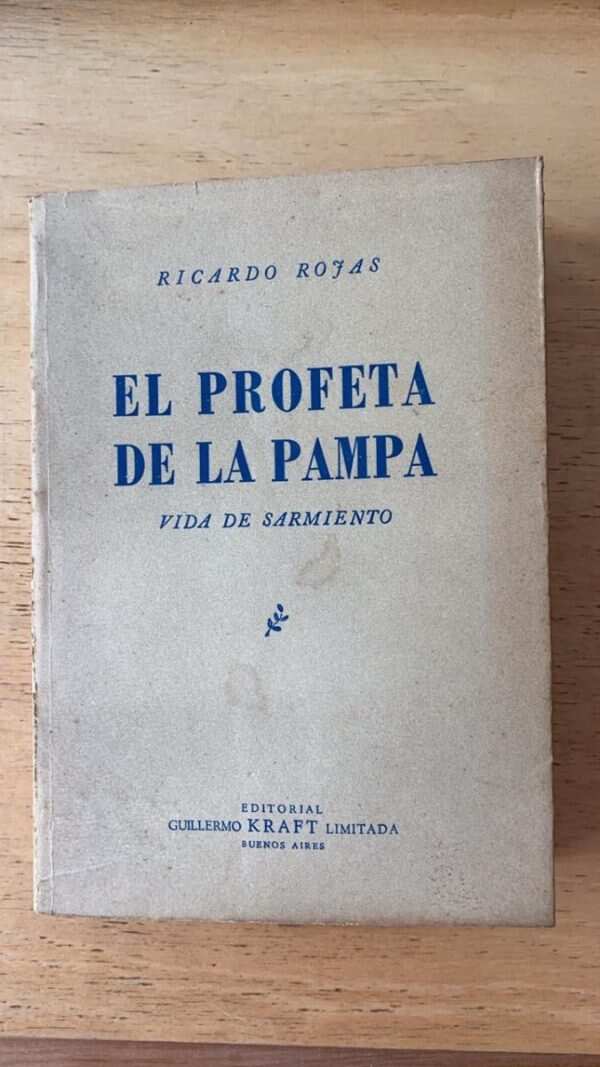 RICARDO ROJAS
EL PROFETA
DE LA PAMPA
VIDA DE SARMIENTO
EDITORIAL
GUILLERMO KRAFT LIMITADA
BUENOS AIRES